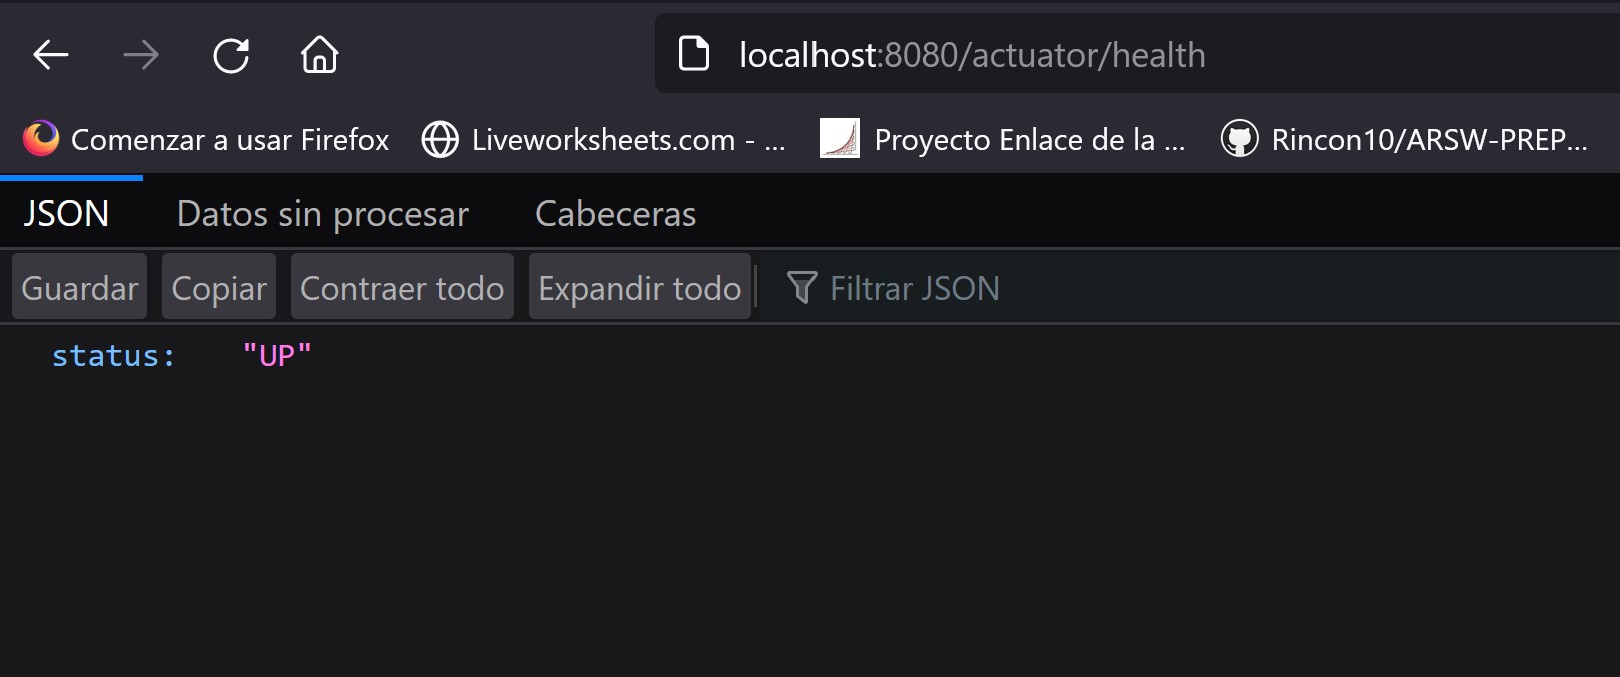 localhost:8080/actuator/health
Comenzar a usar Firefox Liveworksheets.com - ... Proyecto Enlace de la ... Rincon10/ARSW-PREP...
JSON Datos sin procesar Cabeceras
Guardar Copiar Contraer todo Expandir todo Filtrar JSON
status: "UP"